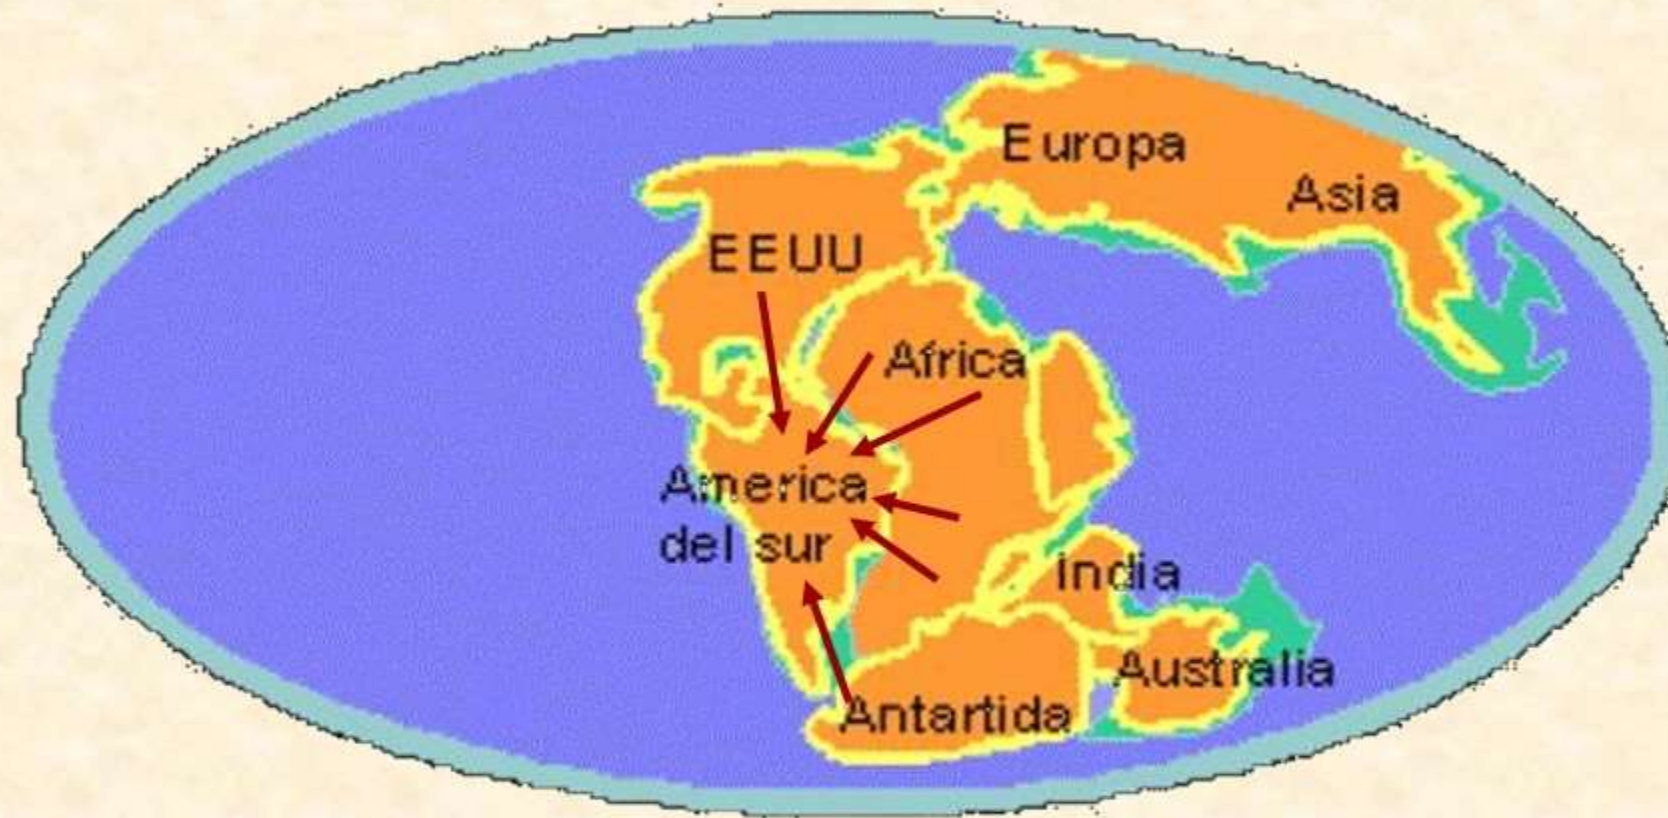 Europa
Asia
EEUU
Africa
America
del sur
india
Australia
Antartida